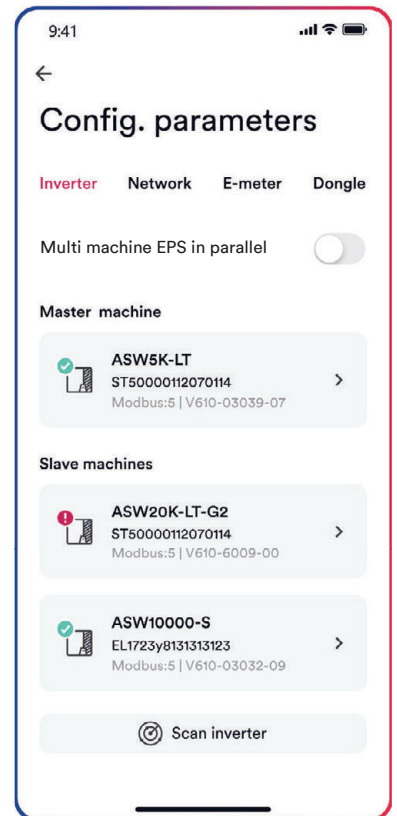 9:41
Config. parameters
Inverter Network E-meter Dongle
Multi machine EPS in parallel
Master machine
ASW5K-LT
ST50000112070114
Modbus:5 | V610-03039-07
Slave machines
ASW20K-LT-G2
ST50000112070114
Modbus:5 | V610-6009-00
ASW10000-S
EL1723y8131313123
Modbus:5 | V610-03032-09
Scan inverter